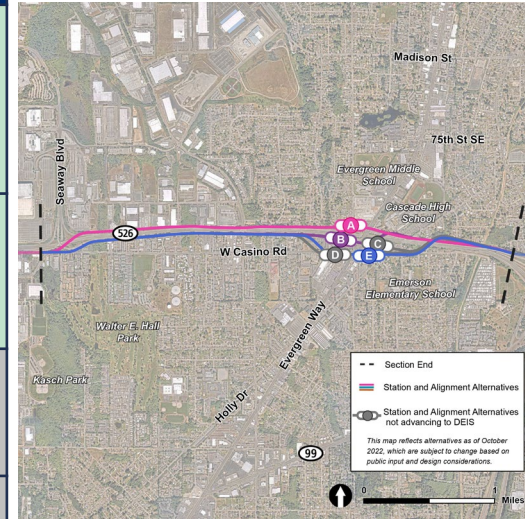 Madison St
75th St SE
Seaway Blvd
Evergreen Middle
School
Cascade High
School
A
526
B
C
W Casino Rd
D
E
Emerson
Elementary School
Walter E. Hall
Park
Evergreen Way
Kasch Park
Holly Dr
99
Section End
Station and Alignment Alternatives
Station and Alignment Alternatives
not advancing to DEIS
This map reflects alternatives as of October
2022, which are subject to change based on
public input and design considerations.
0
1
Miles